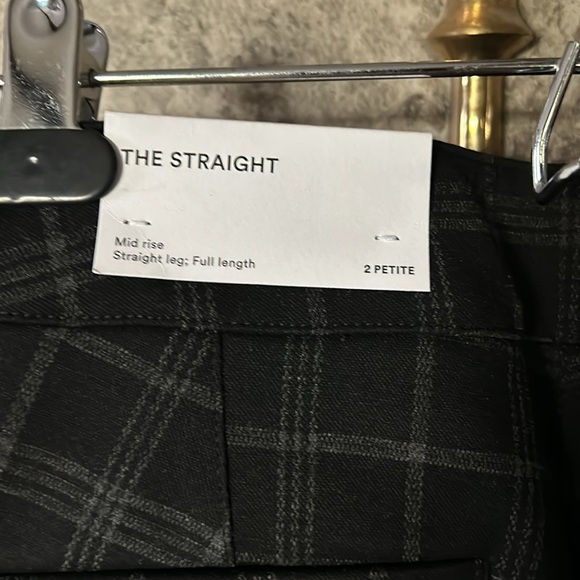 THE STRAIGHT
Mid rise
Straight leg; Full length
2 PETITE